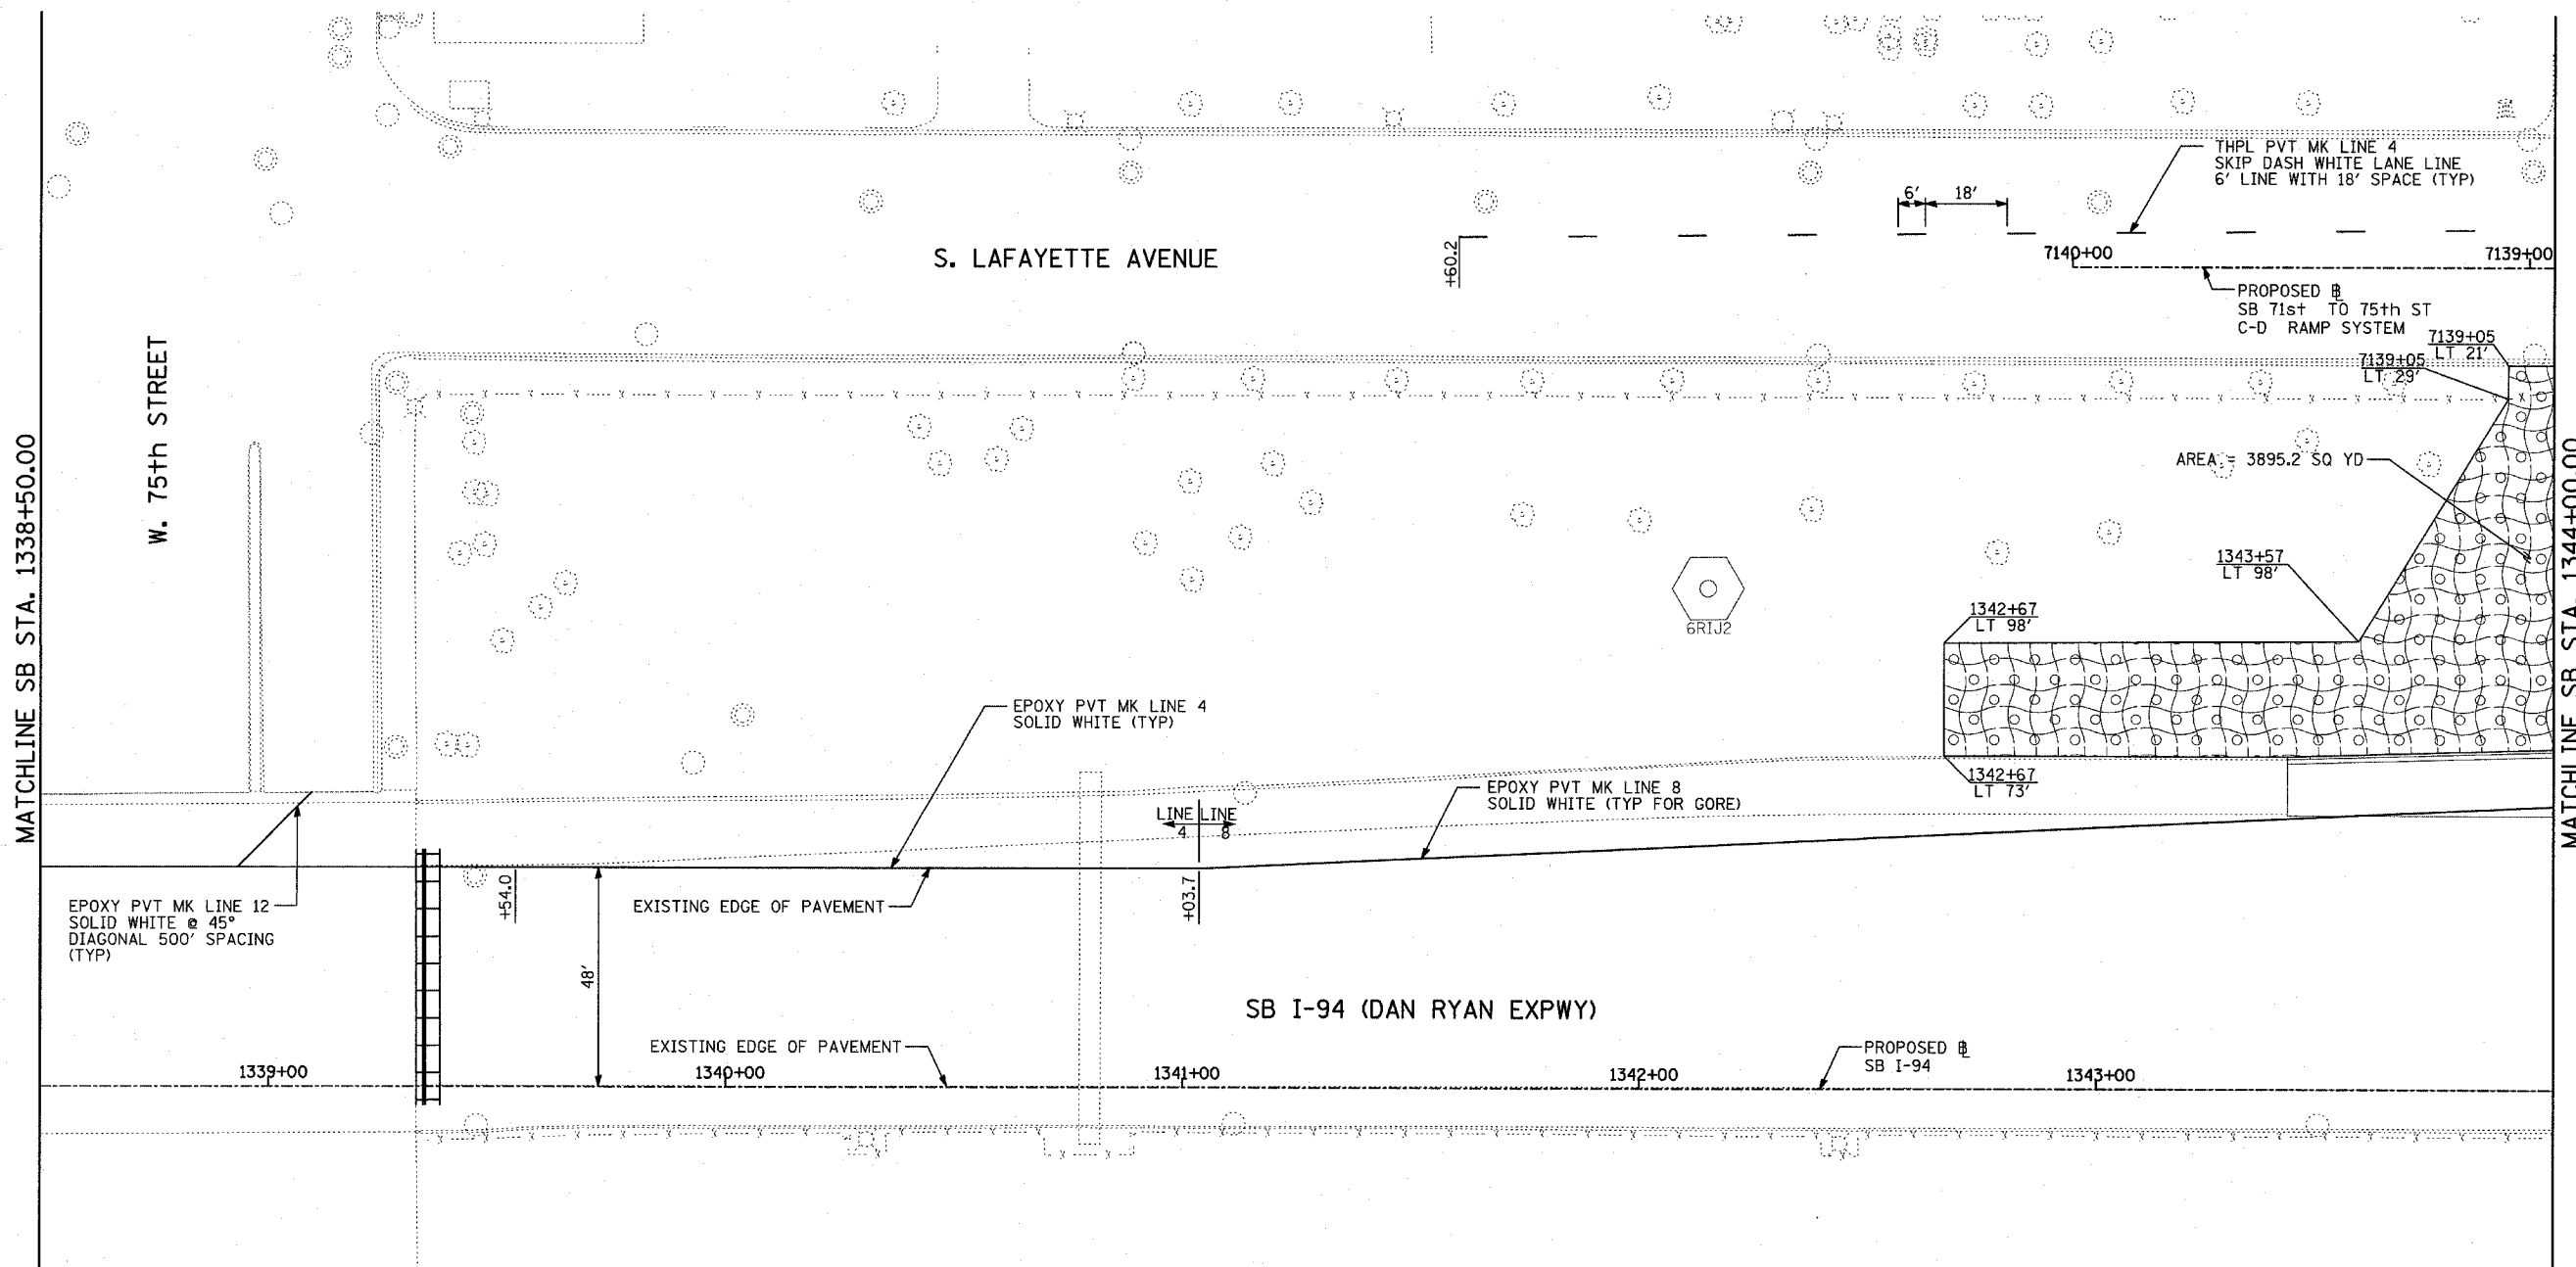 THPL PVT MK LINE 4
SKIP DASH WHITE LANE LINE
6' LINE WITH 18' SPACE (TYP)
6'
18'
S. LAFAYETTE AVENUE
+60.2
7140+00
7139+00
PROPOSED
SB 71st TO 75th ST
C-D RAMP SYSTEM
7139+05
LT 21'
7139+05
LT 29'
W. 75th STREET
MATCHLINE SB STA. 1338+50.00
MATCHLINE SB STA. 1344+00.00
AREA = 3895.2 SQ YD
1343+57
LT 98'
1342+67
LT 98'
6RIJ2
EPOXY PVT MK LINE 4
SOLID WHITE (TYP)
1342+67
LT 73'
EPOXY PVT MK LINE 8
SOLID WHITE (TYP FOR GORE)
LINE LINE
4 8
EPOXY PVT MK LINE 12
SOLID WHITE @ 45°
DIAGONAL 500' SPACING
(TYP)
+54.0
EXISTING EDGE OF PAVEMENT
+03.7
48'
SB I-94 (DAN RYAN EXPWY)
EXISTING EDGE OF PAVEMENT
PROPOSED
SB I-94
1339+00
1340+00
1341+00
1342+00
1343+00